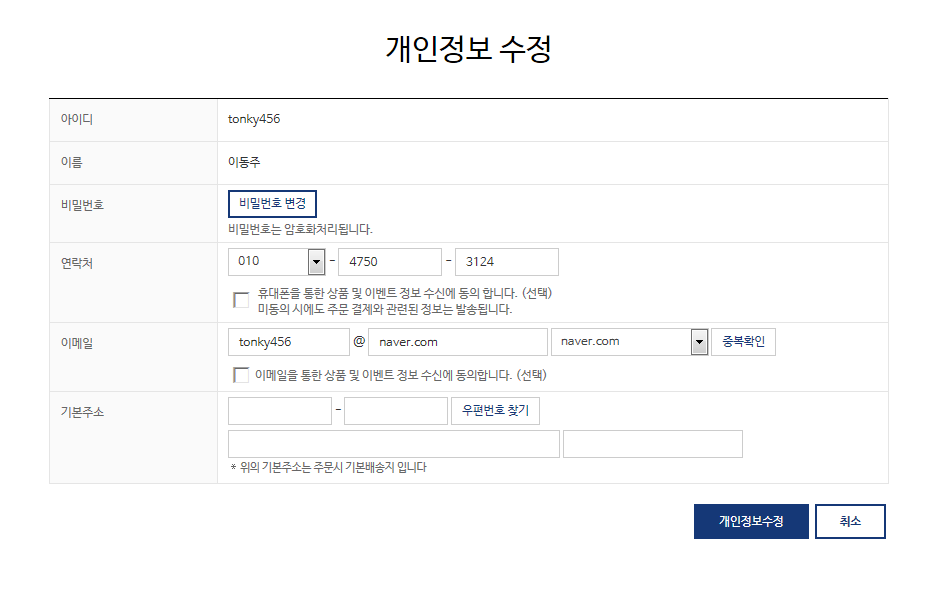 개인정보 수정
아이디 tonky456
이름 이동주
비밀번호 비밀번호 변경
비밀번호는 암호화처리됩니다.
연락처 010 - 4750 - 3124
휴대폰을 통한 상품 및 이벤트 정보 수신에 동의 합니다. (선택)
미동의 시에도 주문 결제와 관련된 정보는 발송됩니다.
이메일 tonky456 @ naver.com naver.com 중복확인
이메일을 통한 상품 및 이벤트 정보 수신에 동의합니다. (선택)
기본주소 - 우편번호 찾기
* 위의 기본주소는 주문시 기본배송지 입니다
개인정보수정 취소